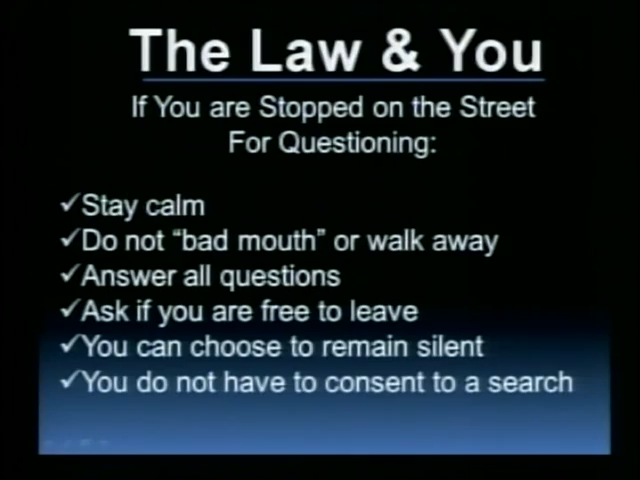 The Law & You
If You are Stopped on the Street
For Questioning:
✓Stay calm
✓Do not “bad mouth” or walk away
✓Answer all questions
✓Ask if you are free to leave
✓You can choose to remain silent
✓You do not have to consent to a search